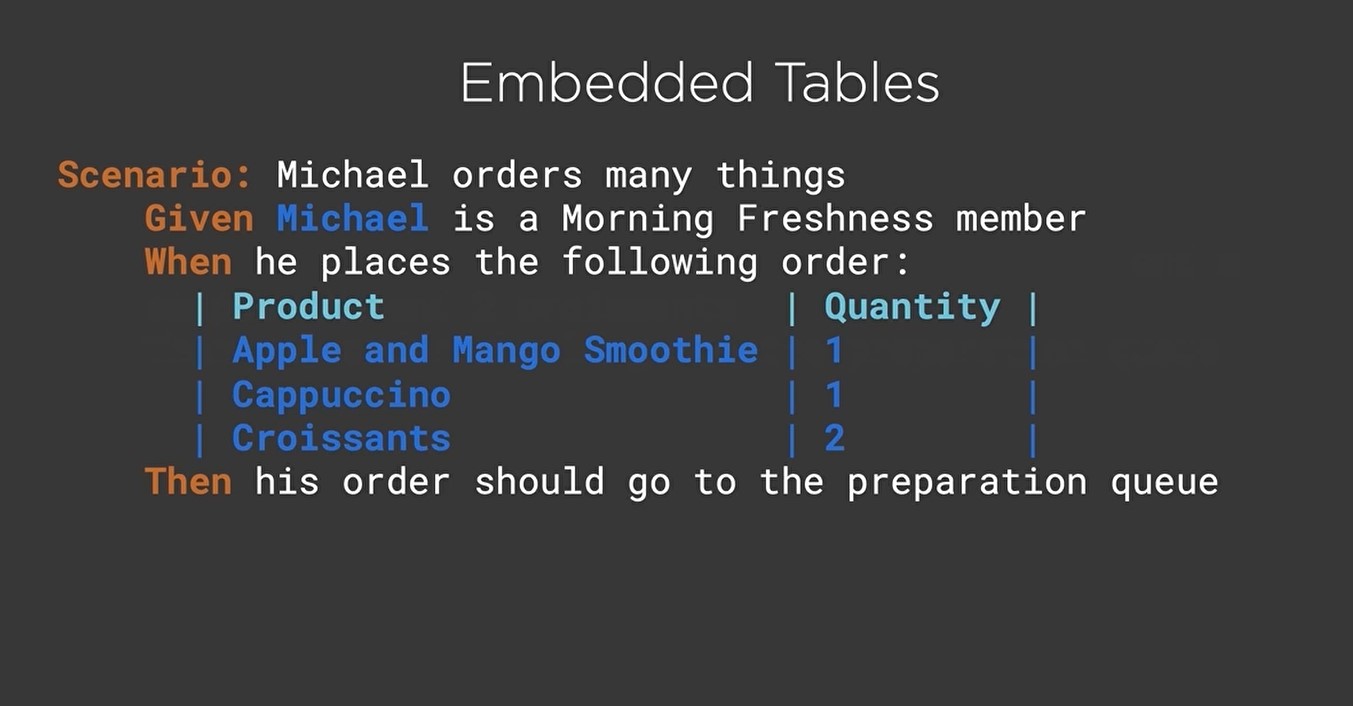 Embedded Tables
Scenario: Michael orders many things
Given Michael is a Morning Freshness member
When he places the following order:
| Product | Quantity |
| Apple and Mango Smoothie | 1 |
| Cappuccino | 1 |
| Croissants | 2 |
Then his order should go to the preparation queue